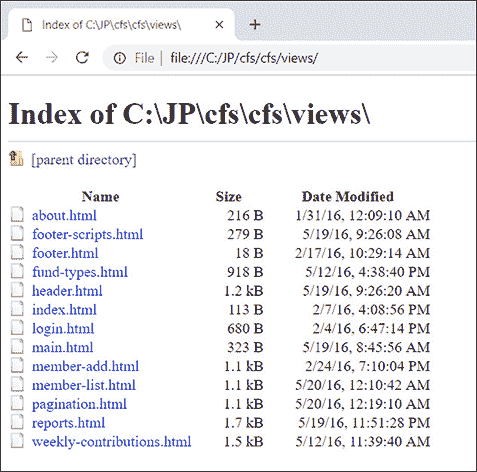 Index of C:\JP\cfs\cfs\views\
File | file:///C:/JP/cfs/cfs/views/
Index of C:\JP\cfs\cfs\views\
[parent directory]
Name Size Date Modified
about.html 216 B 1/31/16, 12:09:10 AM
footer-scripts.html 279 B 5/19/16, 9:26:08 AM
footer.html 18 B 2/17/16, 10:29:14 AM
fund-types.html 918 B 5/12/16, 4:38:40 PM
header.html 1.2 kB 5/19/16, 9:26:20 AM
index.html 113 B 2/7/16, 4:08:56 PM
login.html 680 B 2/4/16, 6:47:14 PM
main.html 323 B 5/19/16, 8:45:56 AM
member-add.html 1.1 kB 2/24/16, 7:10:04 PM
member-list.html 1.1 kB 5/20/16, 12:10:42 AM
pagination.html 1.1 kB 5/20/16, 12:19:10 AM
reports.html 1.7 kB 5/19/16, 11:51:28 PM
weekly-contributions.html 1.5 kB 5/12/16, 11:39:40 AM